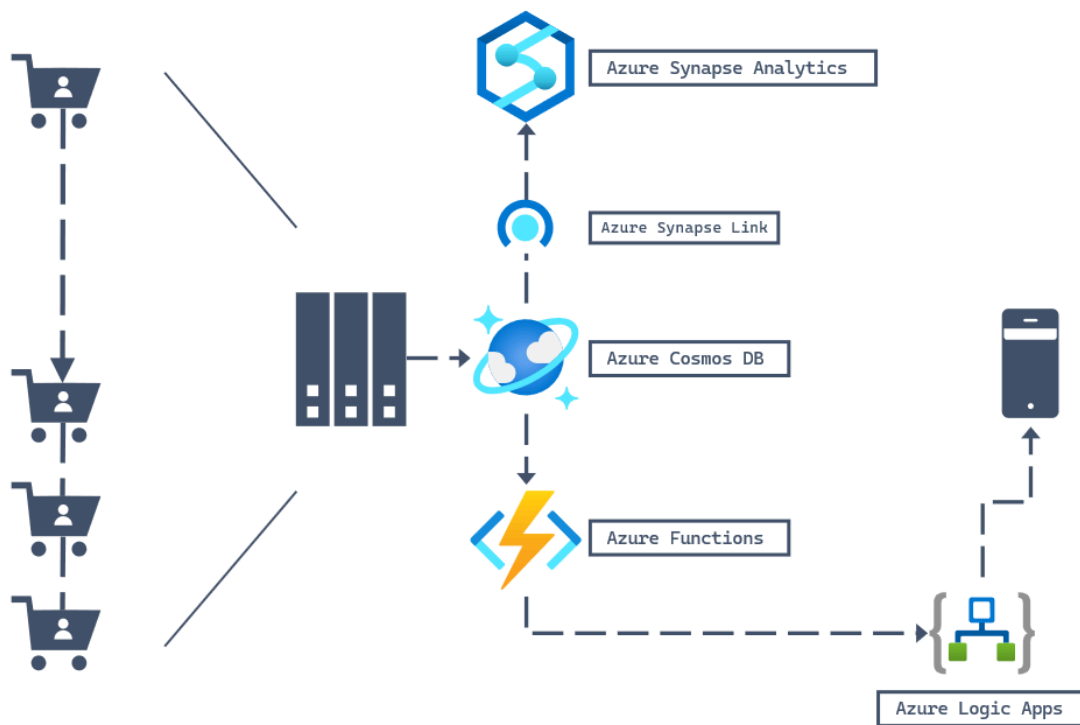 Azure Synapse Analytics
Azure Synapse Link
Azure Cosmos DB
Azure Functions
Azure Logic Apps